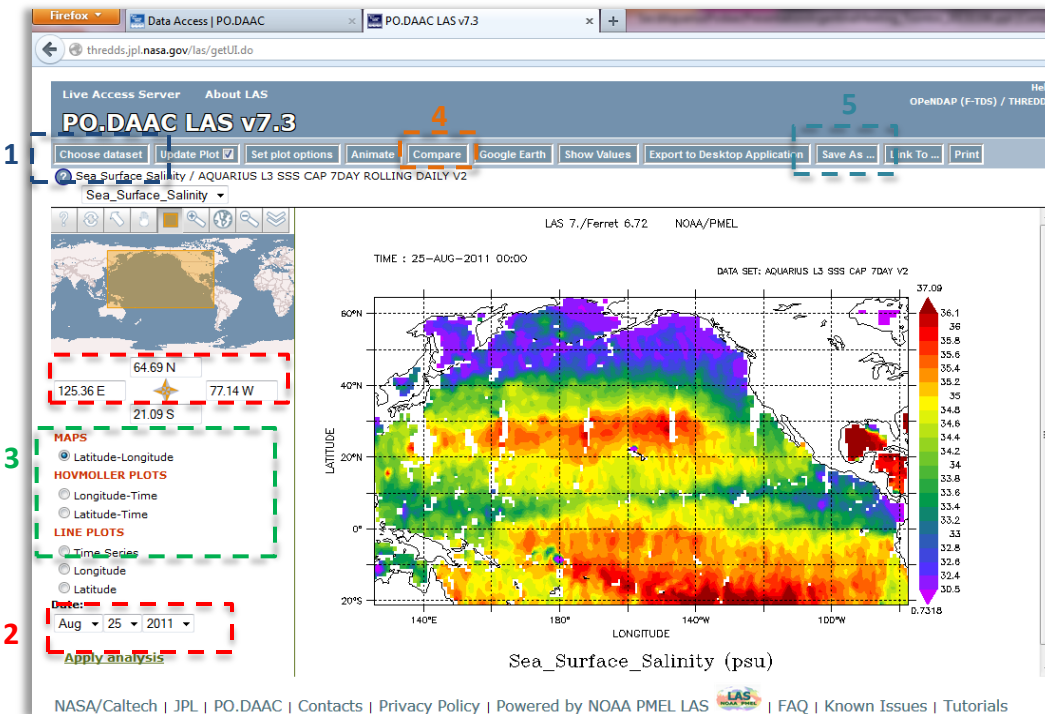 Firefox
Data Access | PO.DAAC
PO.DAAC LAS v7.3
thredds.jpl.nasa.gov/las/getUI.do
Live Access Server About LAS
Hel
OPeNDAP (F-TDS) / THREDD
PO.DAAC LAS v7.3
4
5
1
Choose dataset Update Plot Set plot options Animate Compare Google Earth Show Values Export to Desktop Application Save As ... Link To ... Print
Sea Surface Salinity / AQUARIUS L3 SSS CAP 7DAY ROLLING DAILY V2
Sea_Surface_Salinity
64.69 N
125.36 E 77.14 W
21.09 S
3
MAPS
Latitude-Longitude
HOVMOLLER PLOTS
Longitude-Time
Latitude-Time
LINE PLOTS
Time Series
Longitude
Latitude
2
Date:
Aug 25 2011
Apply analysis
LAS 7./Ferret 6.72 NOAA/PMEL
TIME : 25-AUG-2011 00:00
DATA SET: AQUARIUS L3 SSS CAP 7DAY V2
60°N
40°N
20°N
0°
20°S
LATITUDE
140°E 180° 140°W 100°W
LONGITUDE
37.09
36.1
36
35.8
35.6
35.4
35.2
35
34.8
34.6
34.4
34.2
34
33.8
33.6
33.4
33.2
33
32.8
32.6
32.4
30.5
0.7318
Sea_Surface_Salinity (psu)
NASA/Caltech | JPL | PO.DAAC | Contacts | Privacy Policy | Powered by NOAA PMEL LAS LAS | FAQ | Known Issues | Tutorials